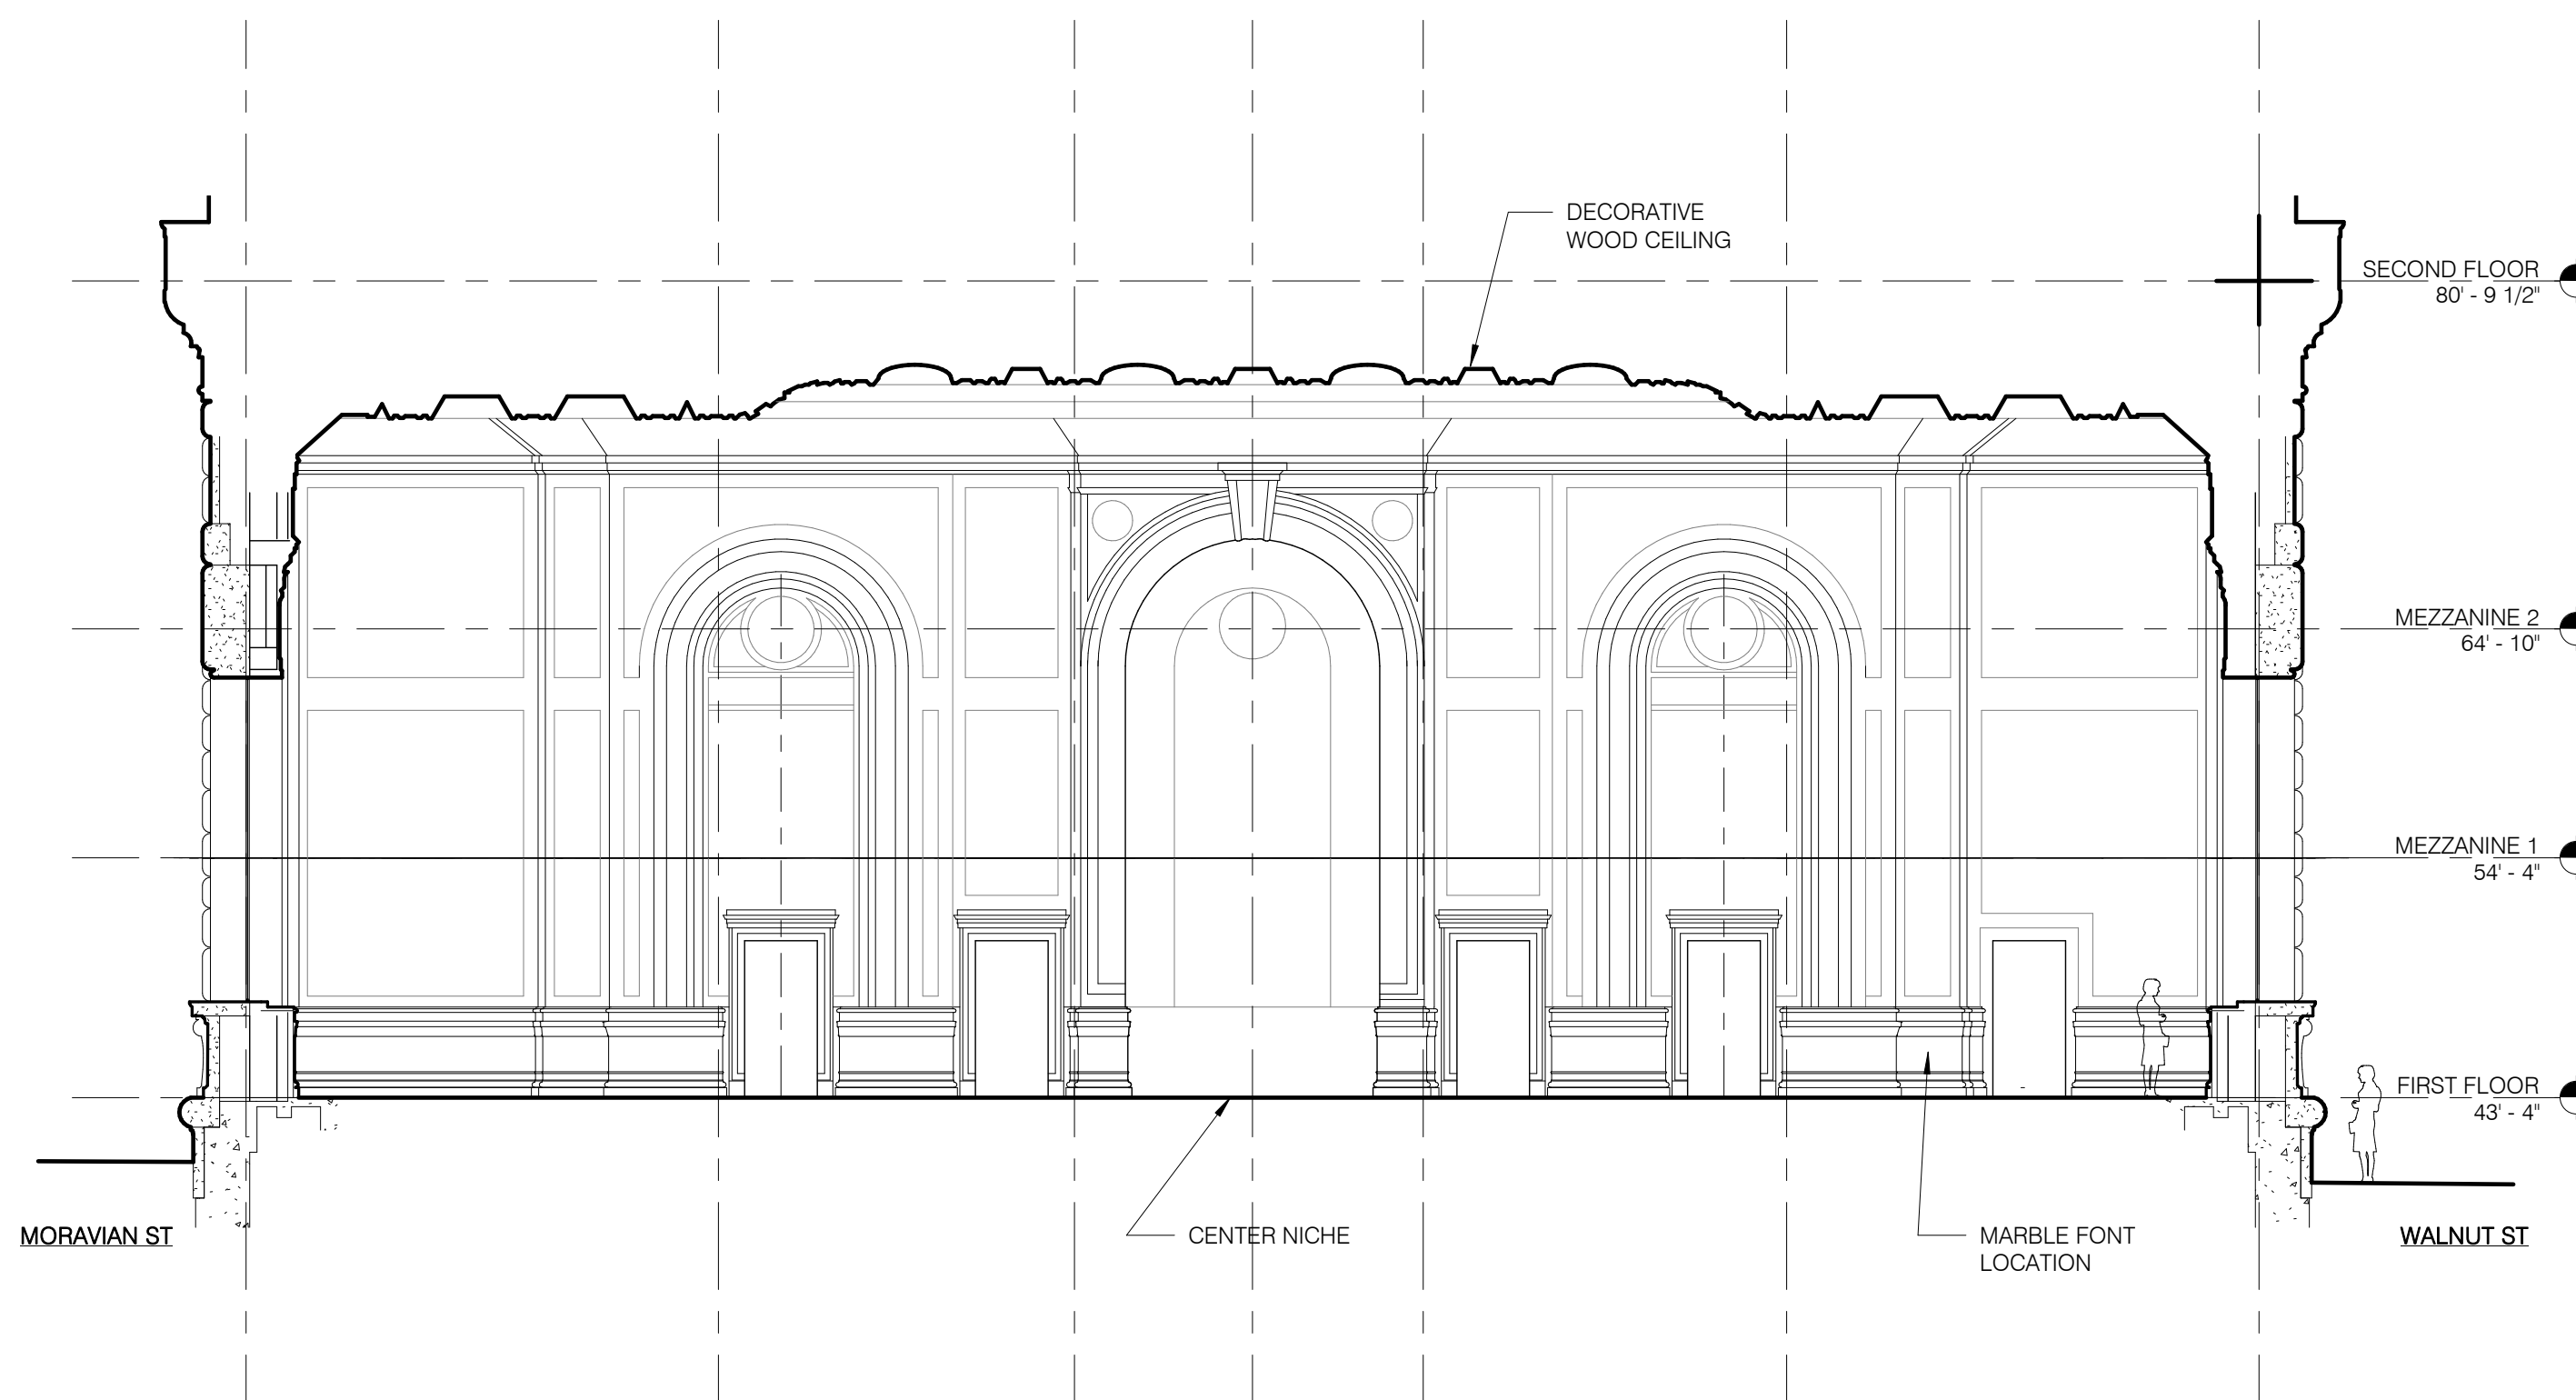 DECORATIVE
WOOD CEILING
SECOND FLOOR
80' - 9 1/2"
MEZZANINE 2
64' - 10"
MEZZANINE 1
54' - 4"
FIRST FLOOR
43' - 4"
MORAVIAN ST
CENTER NICHE
MARBLE FONT
LOCATION
WALNUT ST